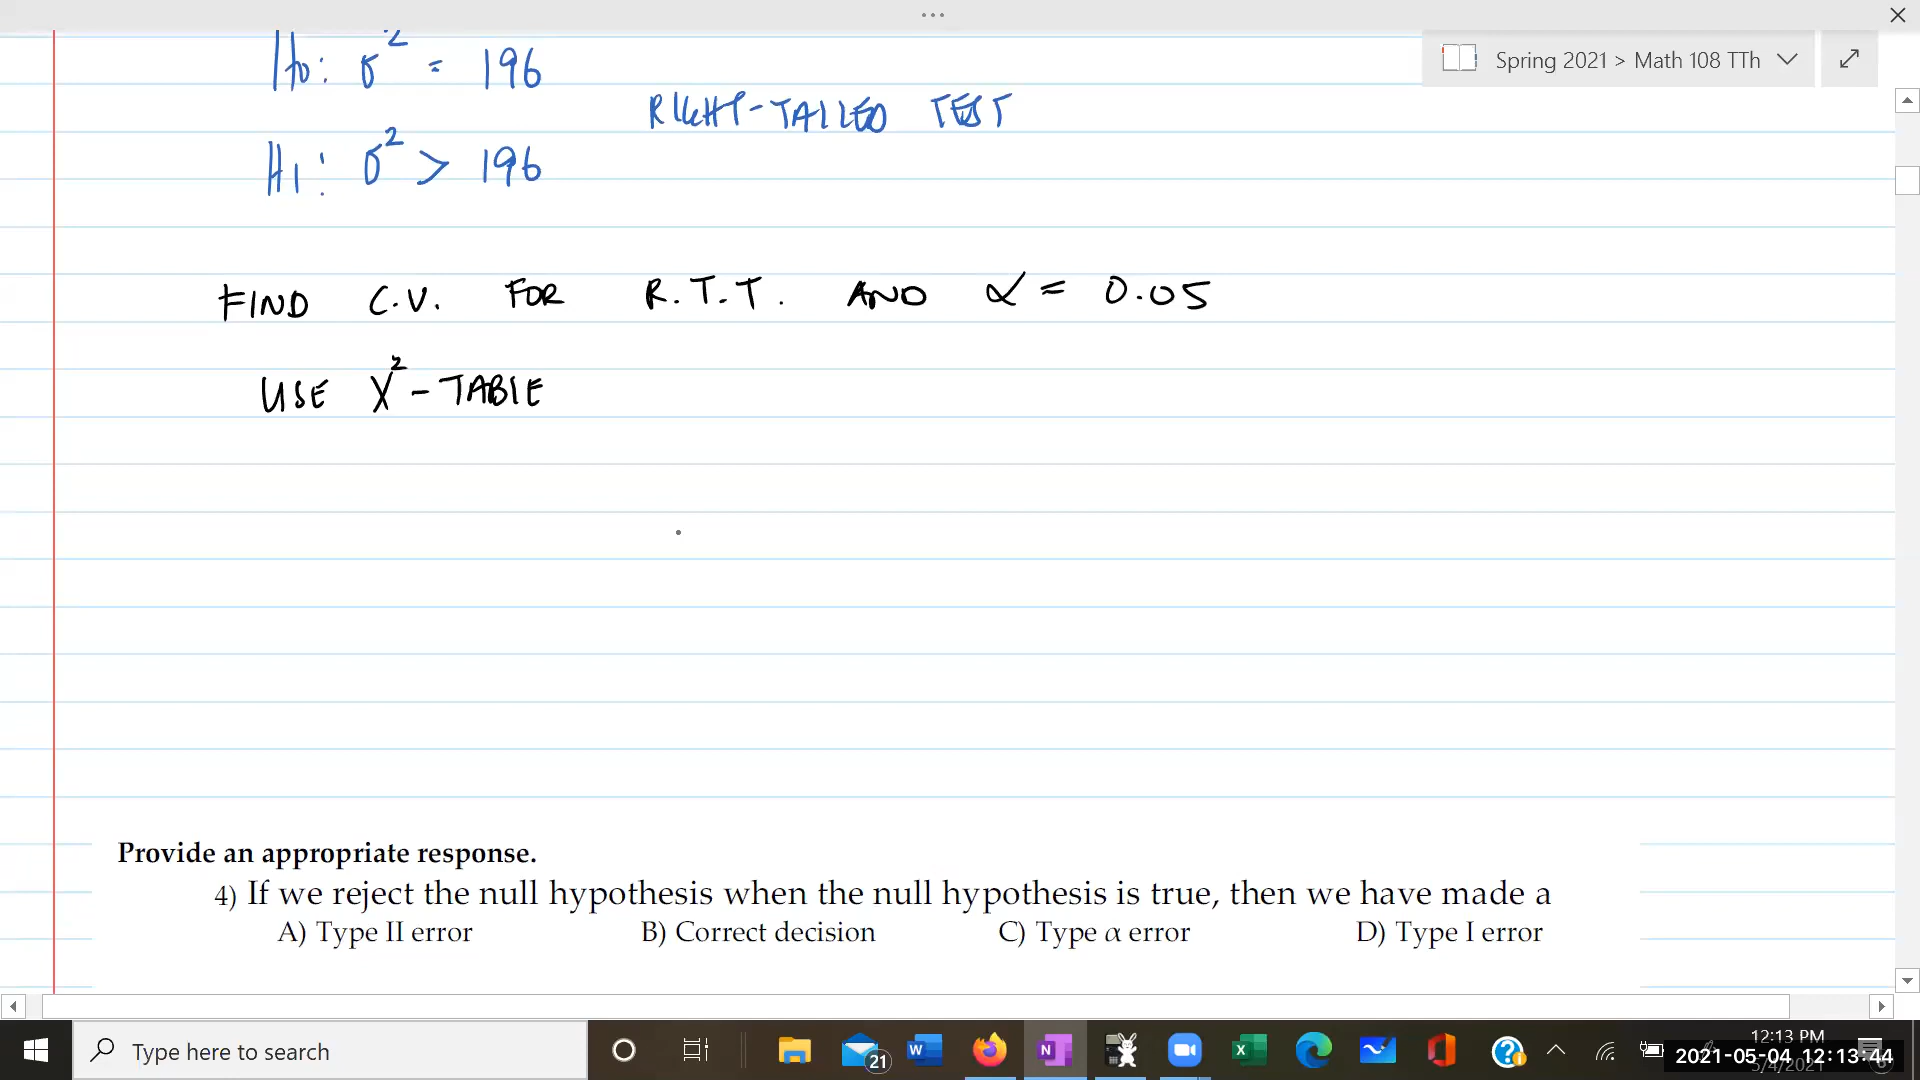 H0: σ² = 196
RIGHT-TAILED TEST
H1: σ² > 196
Spring 2021 > Math 108 TTh
FIND C.V. FOR R.T.T. AND α = 0.05
USE X² - TABLE
Provide an appropriate response.
4) If we reject the null hypothesis when the null hypothesis is true, then we have made a
A) Type II error B) Correct decision C) Type α error D) Type I error
Type here to search
21
12:13 PM
2021-05-04 12:13:44